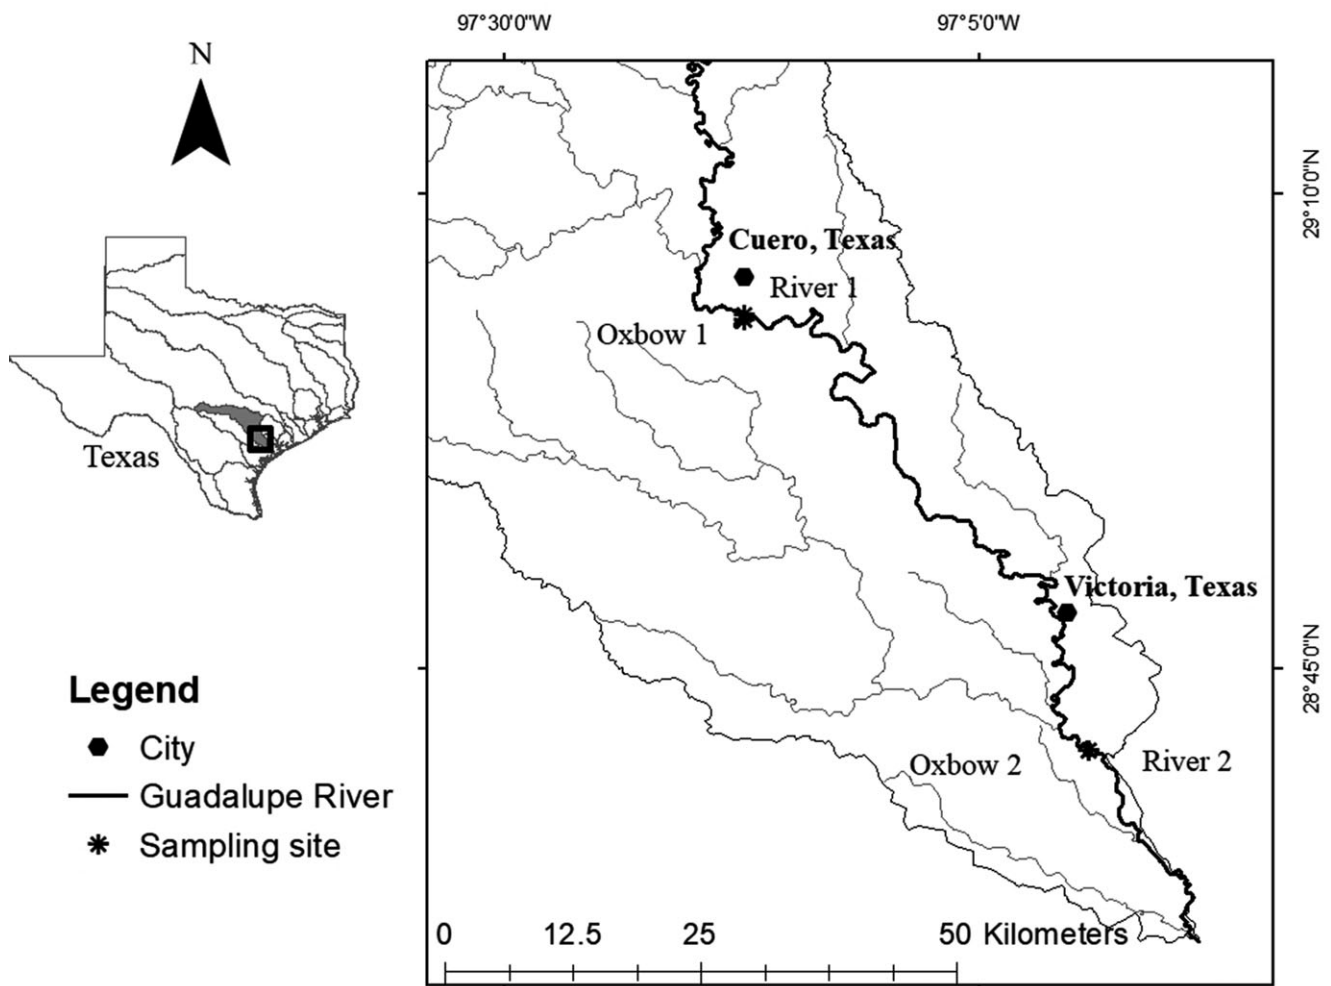 97°30'0"W
97°5'0"W
N
29°10'0"N
Cuero, Texas
River 1
Oxbow 1
Texas
Victoria, Texas
28°45'0"N
Legend
City
Guadalupe River
Sampling site
Oxbow 2
River 2
0 12.5 25 50 Kilometers